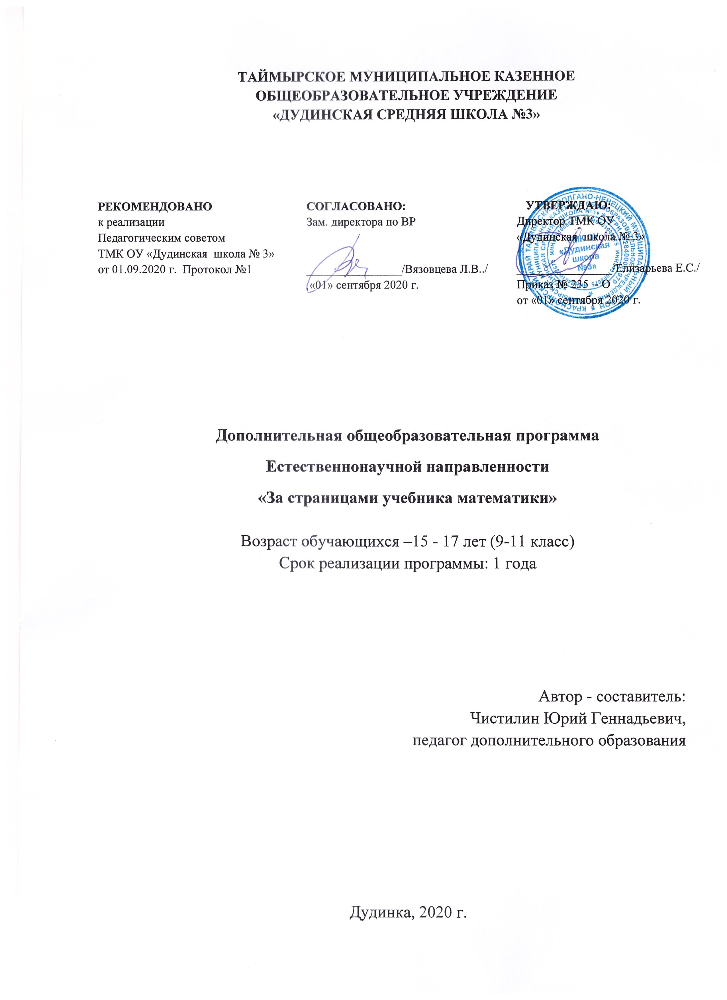 ТАЙМЫРСКОЕ МУНИЦИПАЛЬНОЕ КАЗЕННОЕ
ОБЩЕОБРАЗОВАТЕЛЬНОЕ УЧРЕЖДЕНИЕ
«ДУДИНСКАЯ СРЕДНЯЯ ШКОЛА №3»
РЕКОМЕНДОВАНО
к реализации
Педагогическим советом
ТМК ОУ «Дудинская школа № 3»
от 01.09.2020 г. Протокол №1
СОГЛАСОВАНО:
Зам. директора по ВР
________________/Вязовцева Л.В../
«01» сентября 2020 г.
УТВЕРЖДАЮ:
Директор ТМК ОУ
«Дудинская школа № 3»
________________/Елизарьева Е.С./
Приказ № 235 - О
от «01» сентября 2020 г.
ТМК ОУ
«Дудинская
школа
№3»
Дополнительная общеобразовательная программа
Естественнонаучной направленности
«За страницами учебника математики»
Возраст обучающихся –15 - 17 лет (9-11 класс)
Срок реализации программы: 1 года
Автор - составитель:
Чистилин Юрий Геннадьевич,
педагог дополнительного образования
Дудинка, 2020 г.